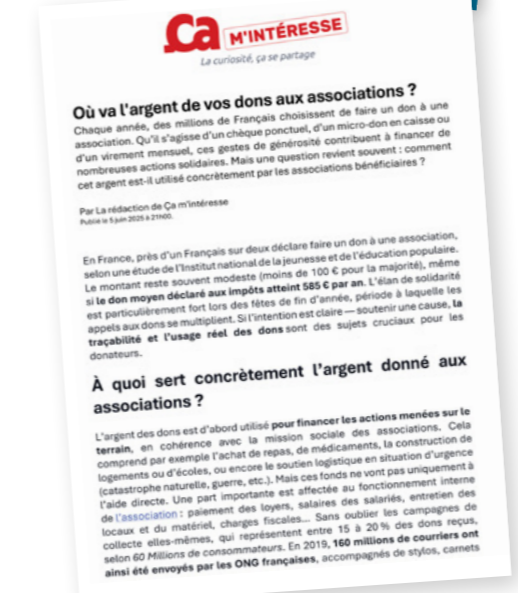 Ça M'INTÉRESSE
La curiosité, ça se partage
Où va l'argent de vos dons aux associations ?
Chaque année, des millions de Français choisissent de faire un don à une
association. Qu'il s'agisse d'un chèque ponctuel, d'un micro-don en caisse ou
d'un virement mensuel, ces gestes de générosité contribuent à financer de
nombreuses actions solidaires. Mais une question revient souvent : comment
cet argent est-il utilisé concrètement par les associations bénéficiaires ?
Par La rédaction de Ça m'intéresse
Publié le 5 juin 2025 à 21h00.
En France, près d'un Français sur deux déclare faire un don à une association,
selon une étude de l'Institut national de la jeunesse et de l'éducation populaire.
Le montant reste souvent modeste (moins de 100 € pour la majorité), même
si le don moyen déclaré aux impôts atteint 585 € par an. L'élan de solidarité
est particulièrement fort lors des fêtes de fin d'année, période à laquelle les
appels aux dons se multiplient. Si l'intention est claire — soutenir une cause, la
traçabilité et l'usage réel des dons sont des sujets cruciaux pour les
donateurs.
À quoi sert concrètement l'argent donné aux
associations ?
L'argent des dons est d'abord utilisé pour financer les actions menées sur le
terrain, en cohérence avec la mission sociale des associations. Cela
comprend par exemple l'achat de repas, de médicaments, la construction de
logements ou d'écoles, ou encore le soutien logistique en situation d'urgence
(catastrophe naturelle, guerre, etc.). Mais ces fonds ne vont pas uniquement à
l'aide directe. Une part importante est affectée au fonctionnement interne
de l'association : paiement des loyers, salaires des salariés, entretien des
locaux et du matériel, charges fiscales... Sans oublier les campagnes de
collecte elles-mêmes, qui représentent entre 15 à 20 % des dons reçus,
selon 60 Millions de consommateurs. En 2019, 160 millions de courriers ont
ainsi été envoyés par les ONG françaises, accompagnés de stylos, carnets